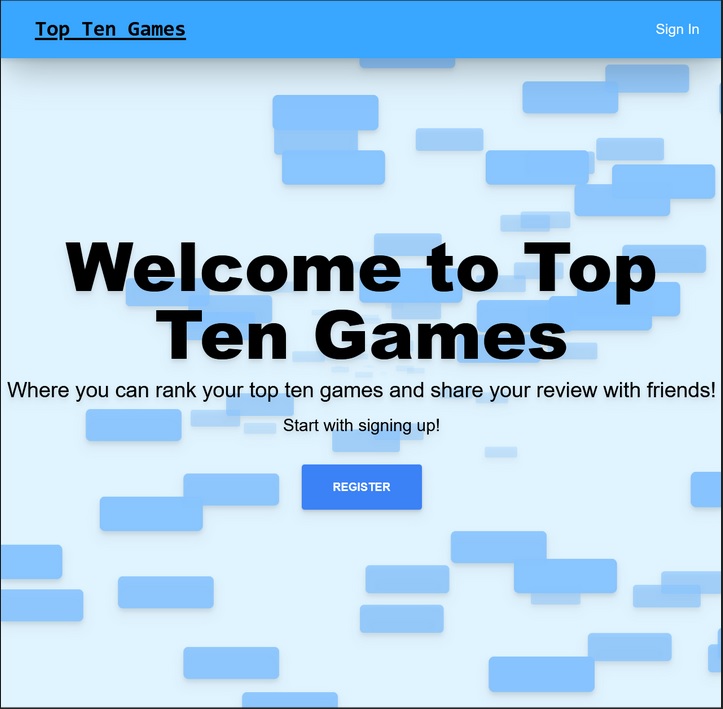 Top Ten Games
Sign In
Welcome to Top
Ten Games
Where you can rank your top ten games and share your review with friends!
Start with signing up!
REGISTER